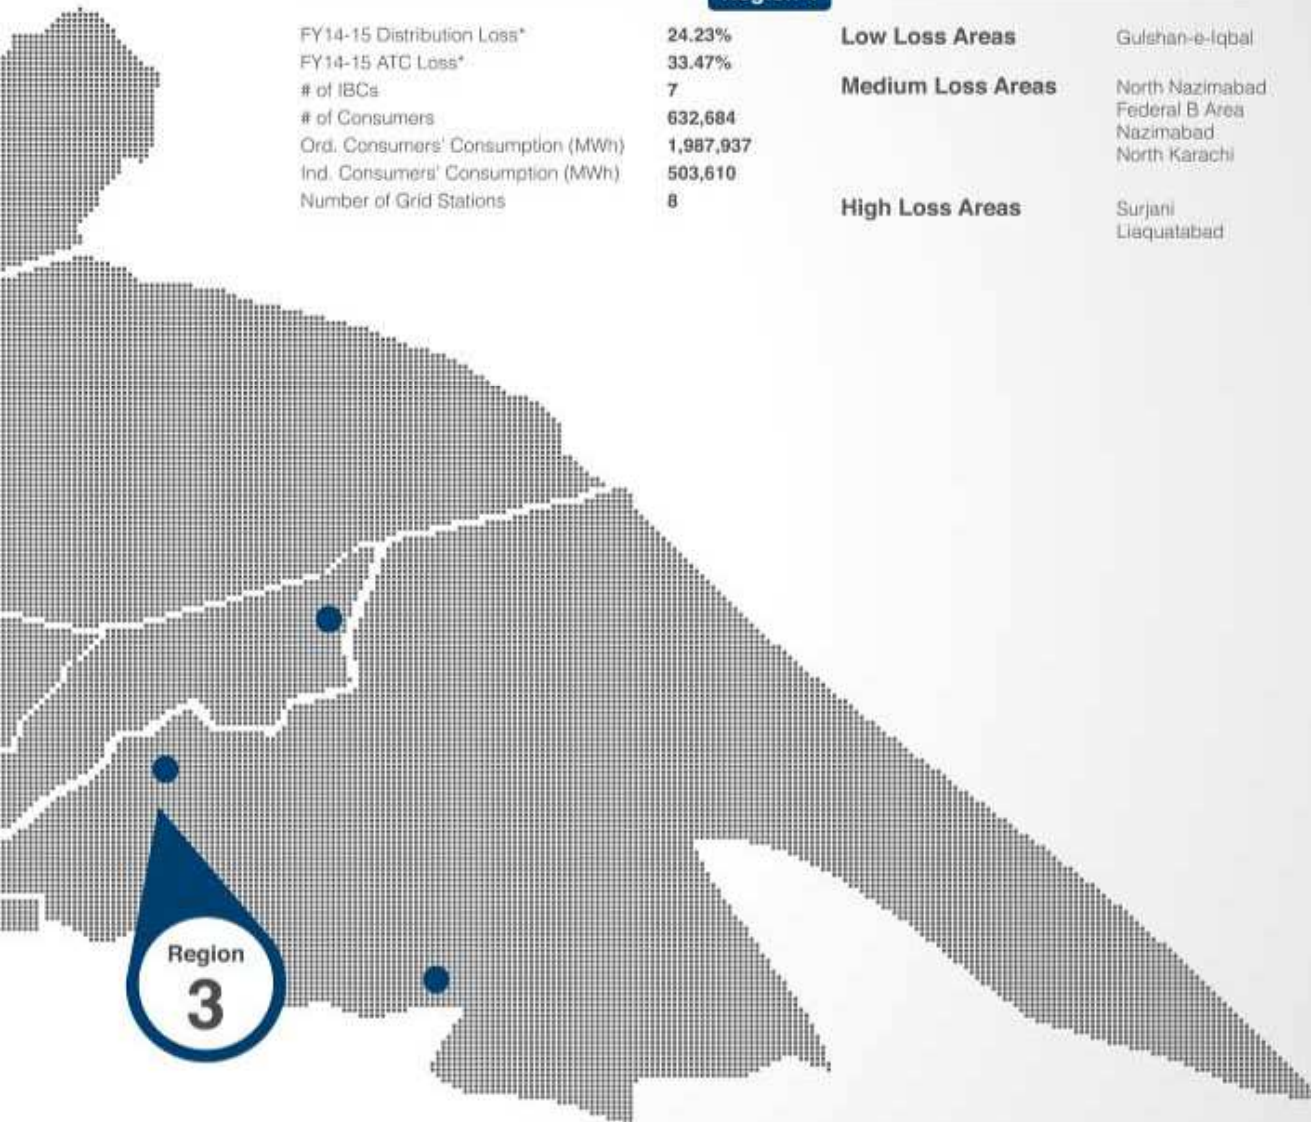 FY14-15 Distribution Loss* 24.23%
FY14-15 ATC Loss* 33.47%
# of IBCs 7
# of Consumers 632,684
Ord. Consumers' Consumption (MWh) 1,987,937
Ind. Consumers' Consumption (MWh) 503,610
Number of Grid Stations 8
Low Loss Areas Gulshan-e-Iqbal
Medium Loss Areas North Nazimabad
Federal B Area
Nazimabad
North Karachi
High Loss Areas Surjani
Liaquatabad
Region
3